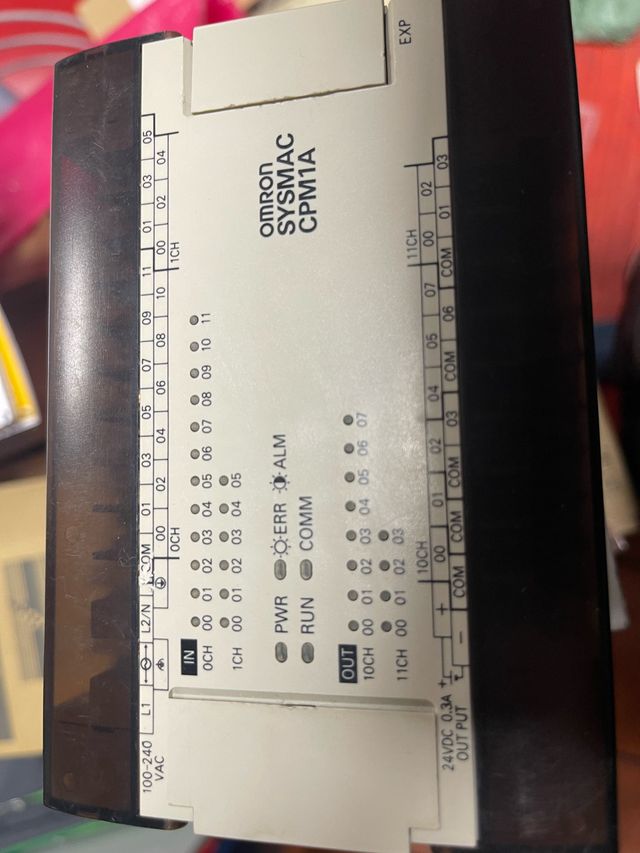 100-240 VAC
L1 L2/N COM 01 03 05 07 09 11 01 03 05
00 02 04 06 08 10 00 02 04
0CH 1CH
IN
0CH 00 01 02 03 04 05 06 07 08 09 10 11
1CH 00 01 02 03 04 05
PWR ERR ALM
RUN COMM
omron
SYSMAC
CPM1A
EXP
OUT
10CH 00 01 02 03 04 05 06 07
11CH 00 01 02 03
10CH 11CH
+ 00 01 02 04 05 07 00 02
- COM COM COM 03 COM 06 COM 01 03
24VDC 0.3A
OUTPUT